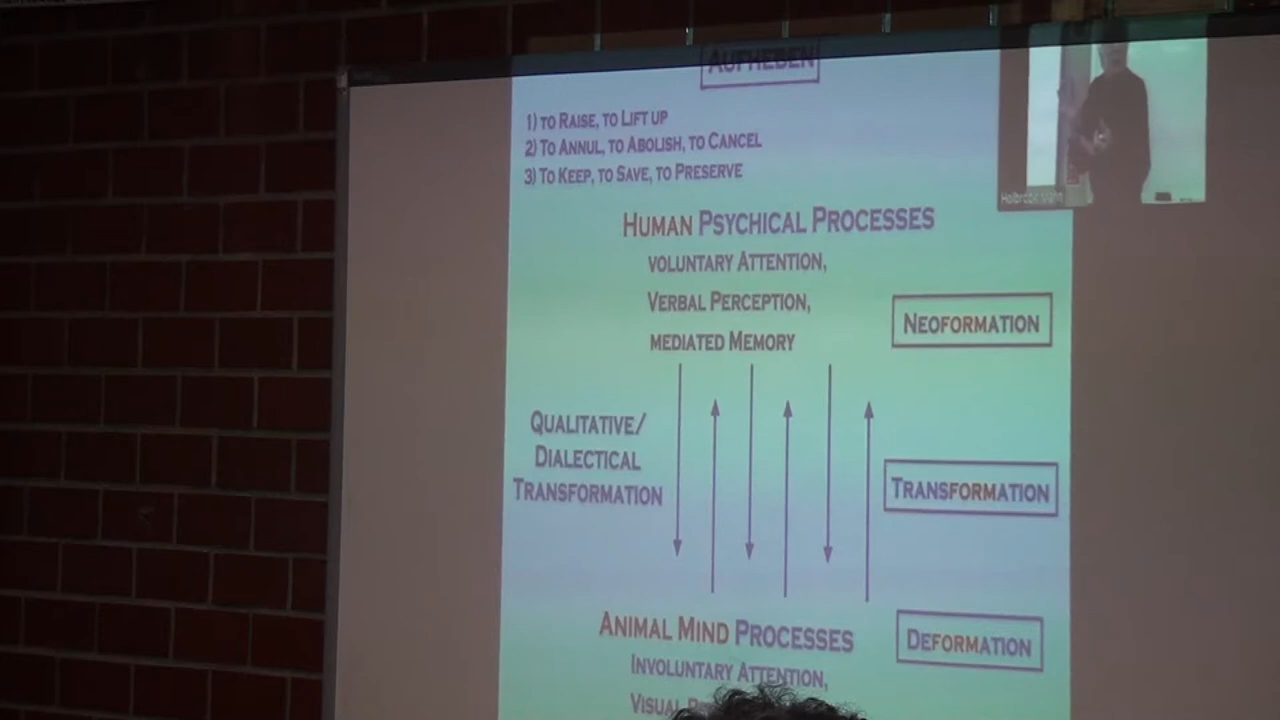 AUFHEBEN
1) TO RAISE, TO LIFT UP
2) TO ANNUL, TO ABOLISH, TO CANCEL
3) TO KEEP, TO SAVE, TO PRESERVE
HUMAN PSYCHICAL PROCESSES
VOLUNTARY ATTENTION,
VERBAL PERCEPTION,
MEDIATED MEMORY
NEOFORMATION
QUALITATIVE/
DIALECTICAL
TRANSFORMATION
TRANSFORMATION
ANIMAL MIND PROCESSES
DEFORMATION
INVOLUNTARY ATTENTION,
VISUAL